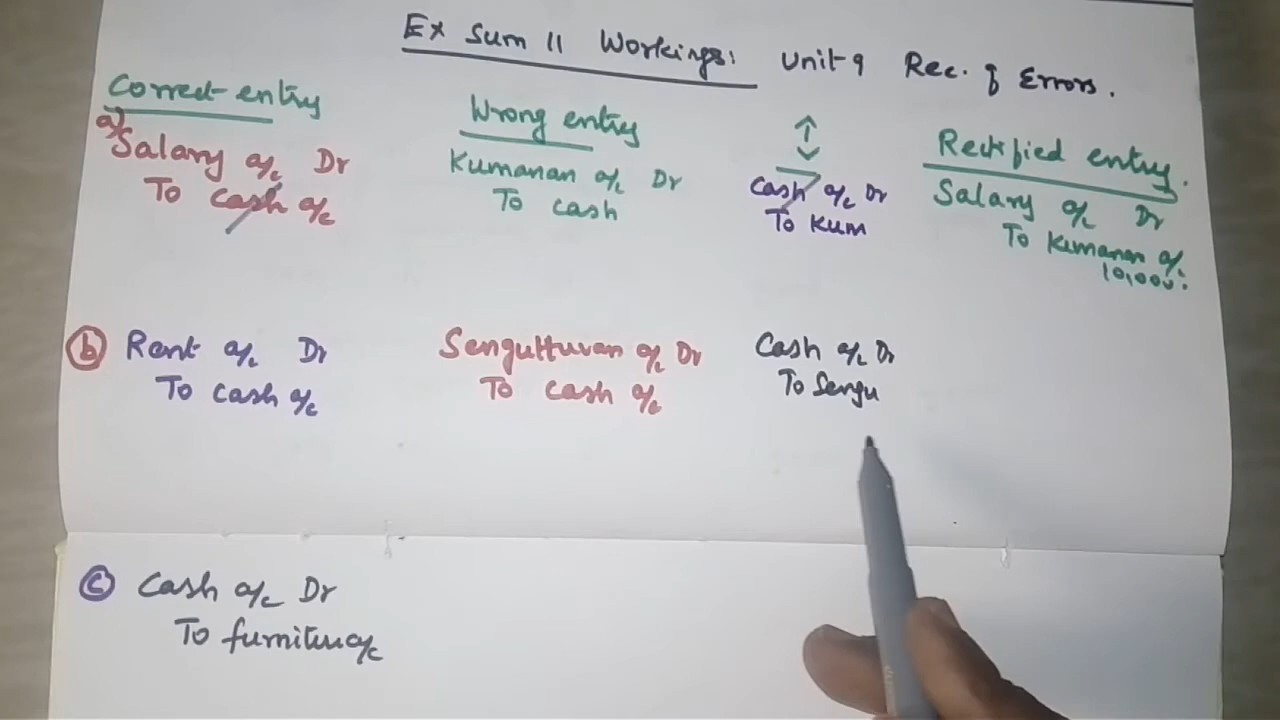 Ex Sum 11 Workings: Unit 9 Rec. of Errors.
Correct entry
a) Salary a/c Dr
To cash a/c
Wrong entry
Kumanan a/c Dr
To cash
Cash a/c Dr
To Kum
Rectified entry.
Salary a/c Dr
To Kumanan a/c
10,000.
b Rent a/c Dr
To cash a/c
Senguttuvan a/c Dr
To cash a/c
Cash a/c Dr
To Sengu
c Cash a/c Dr
To furniture a/c